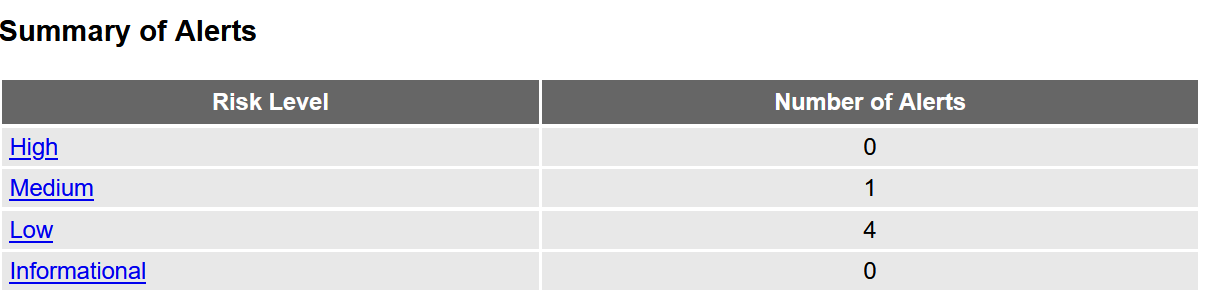 Summary of Alerts
Risk Level Number of Alerts
High 0
Medium 1
Low 4
Informational 0